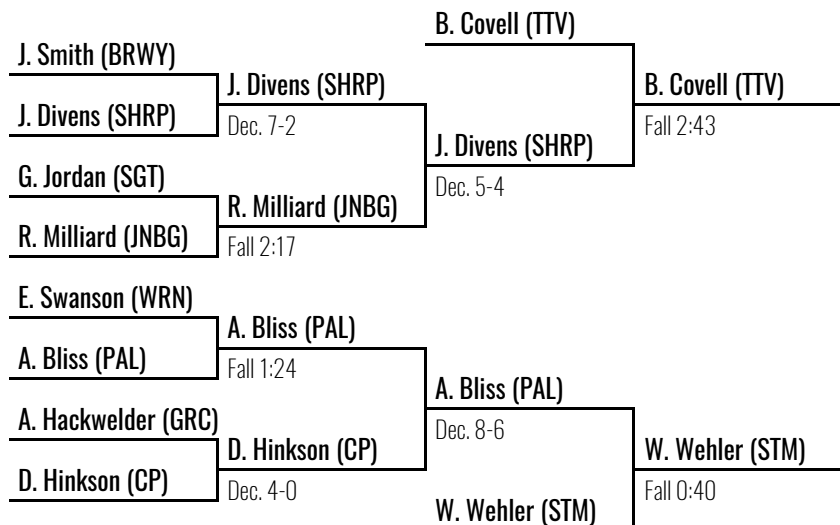 B. Covell (TTV)
J. Smith (BRWY)
J. Divens (SHRP)
B. Covell (TTV)
J. Divens (SHRP)
Dec. 7-2
Fall 2:43
J. Divens (SHRP)
G. Jordan (SGT)
Dec. 5-4
R. Milliard (JNBG)
R. Milliard (JNBG)
Fall 2:17
E. Swanson (WRN)
A. Bliss (PAL)
A. Bliss (PAL)
Fall 1:24
A. Bliss (PAL)
A. Hackwelder (GRC)
Dec. 8-6
D. Hinkson (CP)
W. Wehler (STM)
D. Hinkson (CP)
Dec. 4-0
Fall 0:40
W. Wehler (STM)